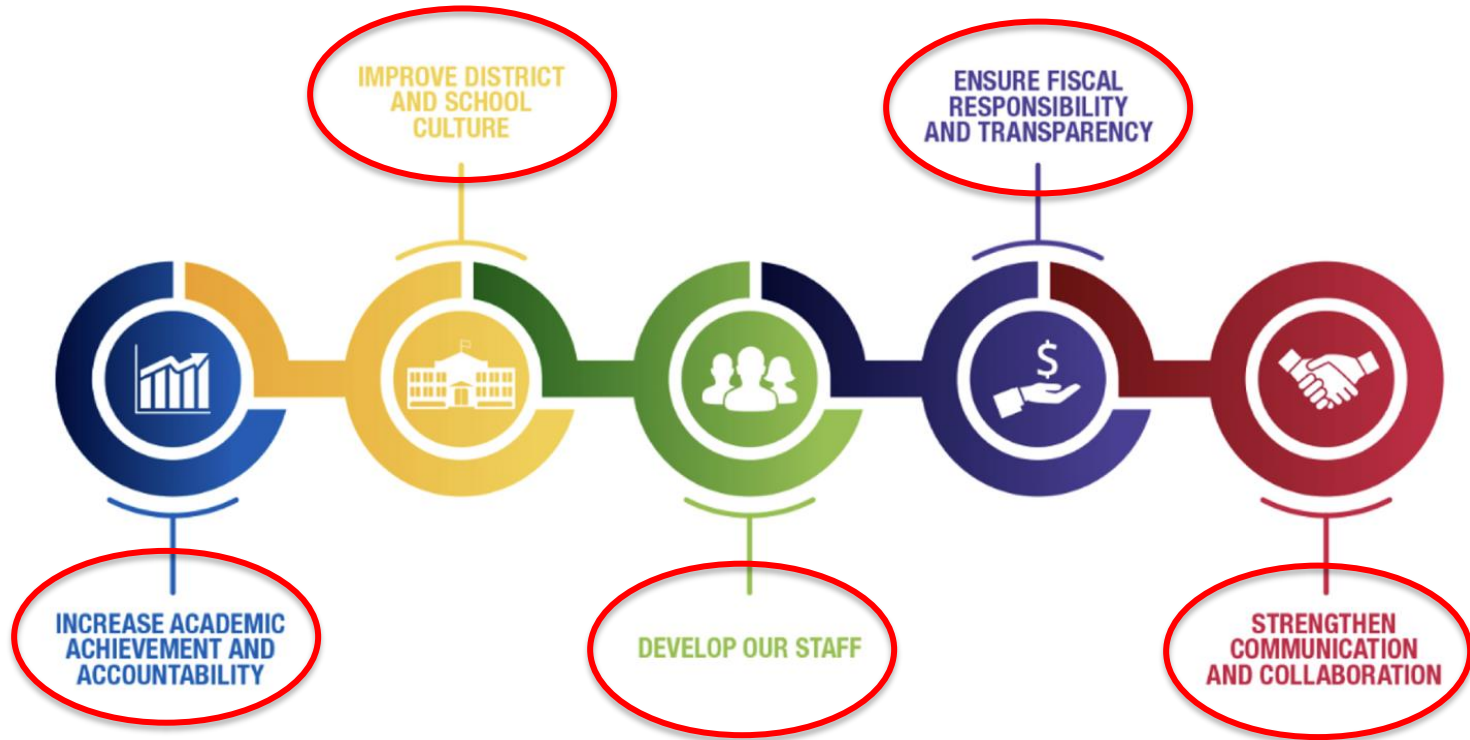 IMPROVE DISTRICT
AND SCHOOL
CULTURE
ENSURE FISCAL
RESPONSIBILITY
AND TRANSPARENCY
$
INCREASE ACADEMIC
ACHIEVEMENT AND
ACCOUNTABILITY
DEVELOP OUR STAFF
STRENGTHEN
COMMUNICATION
AND COLLABORATION